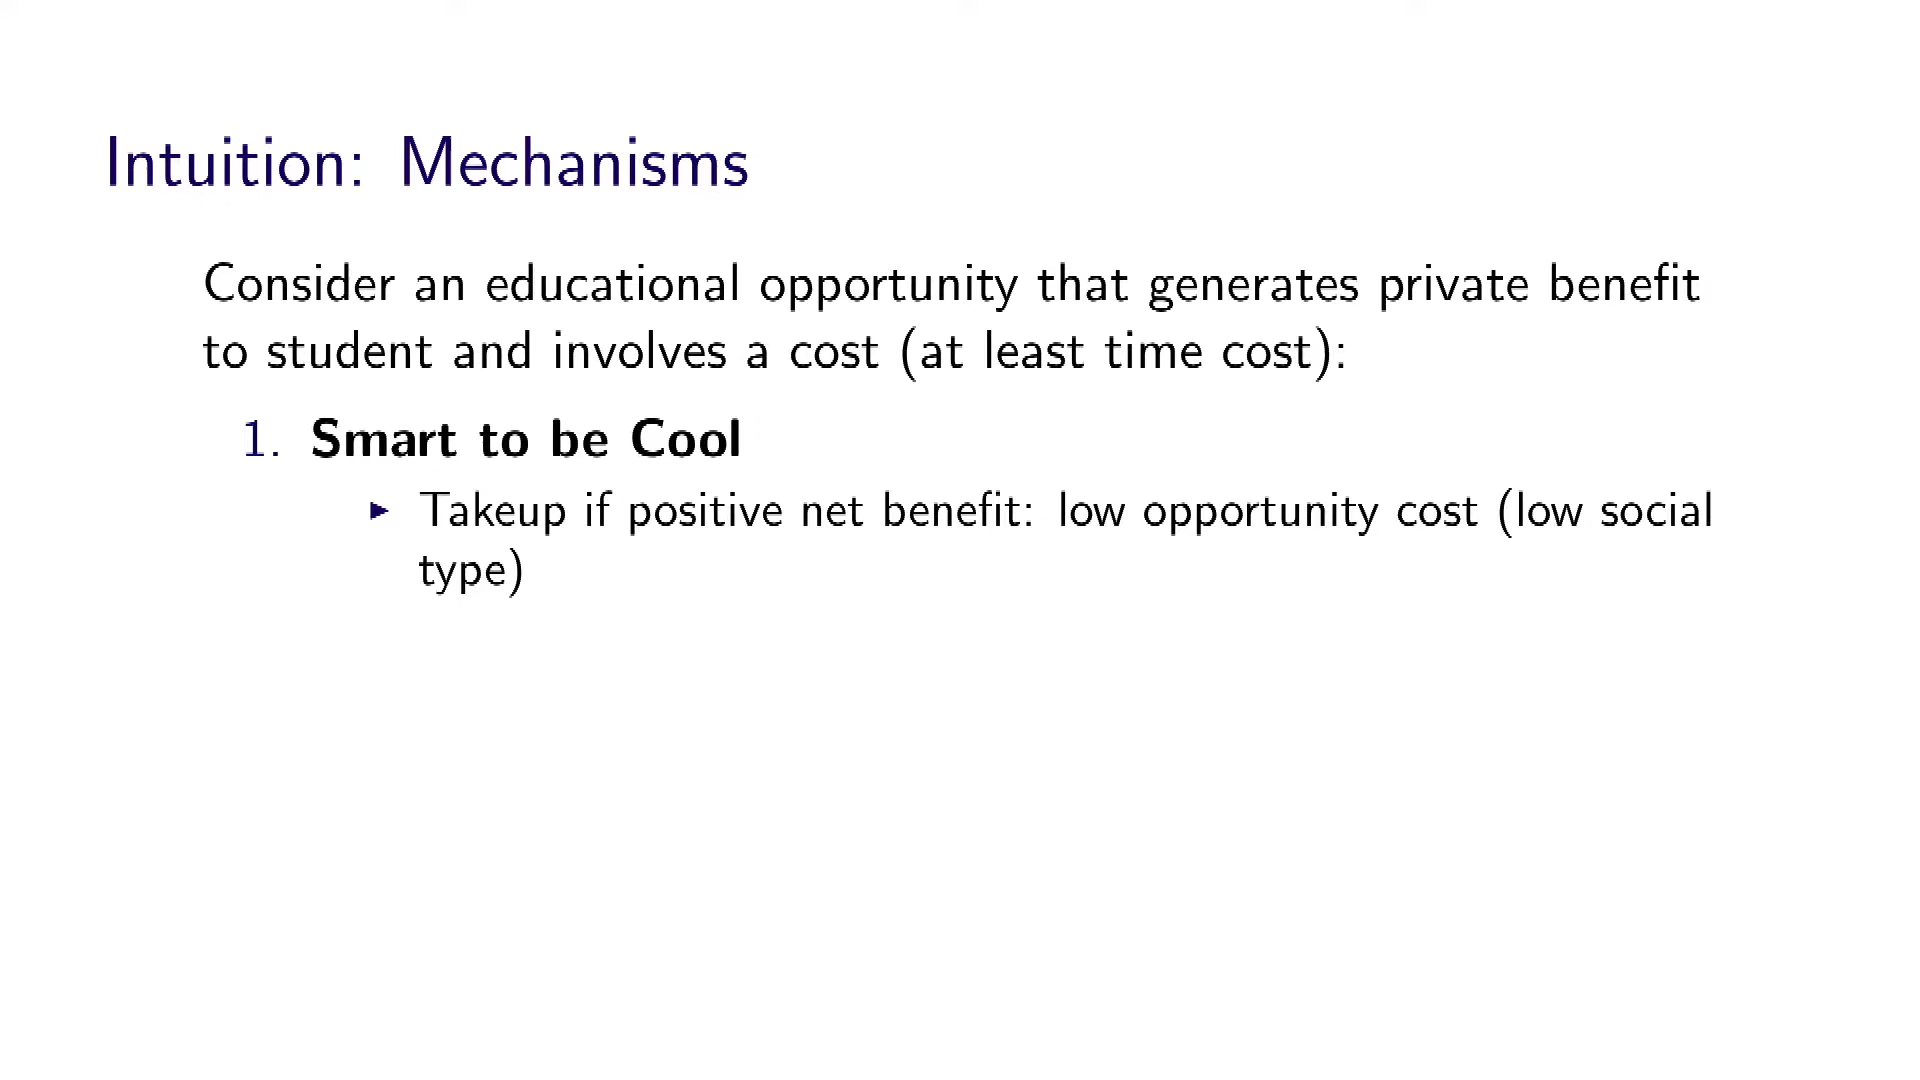 Intuition: Mechanisms
Consider an educational opportunity that generates private benefit
to student and involves a cost (at least time cost):
1. Smart to be Cool
▶ Takeup if positive net benefit: low opportunity cost (low social
type)